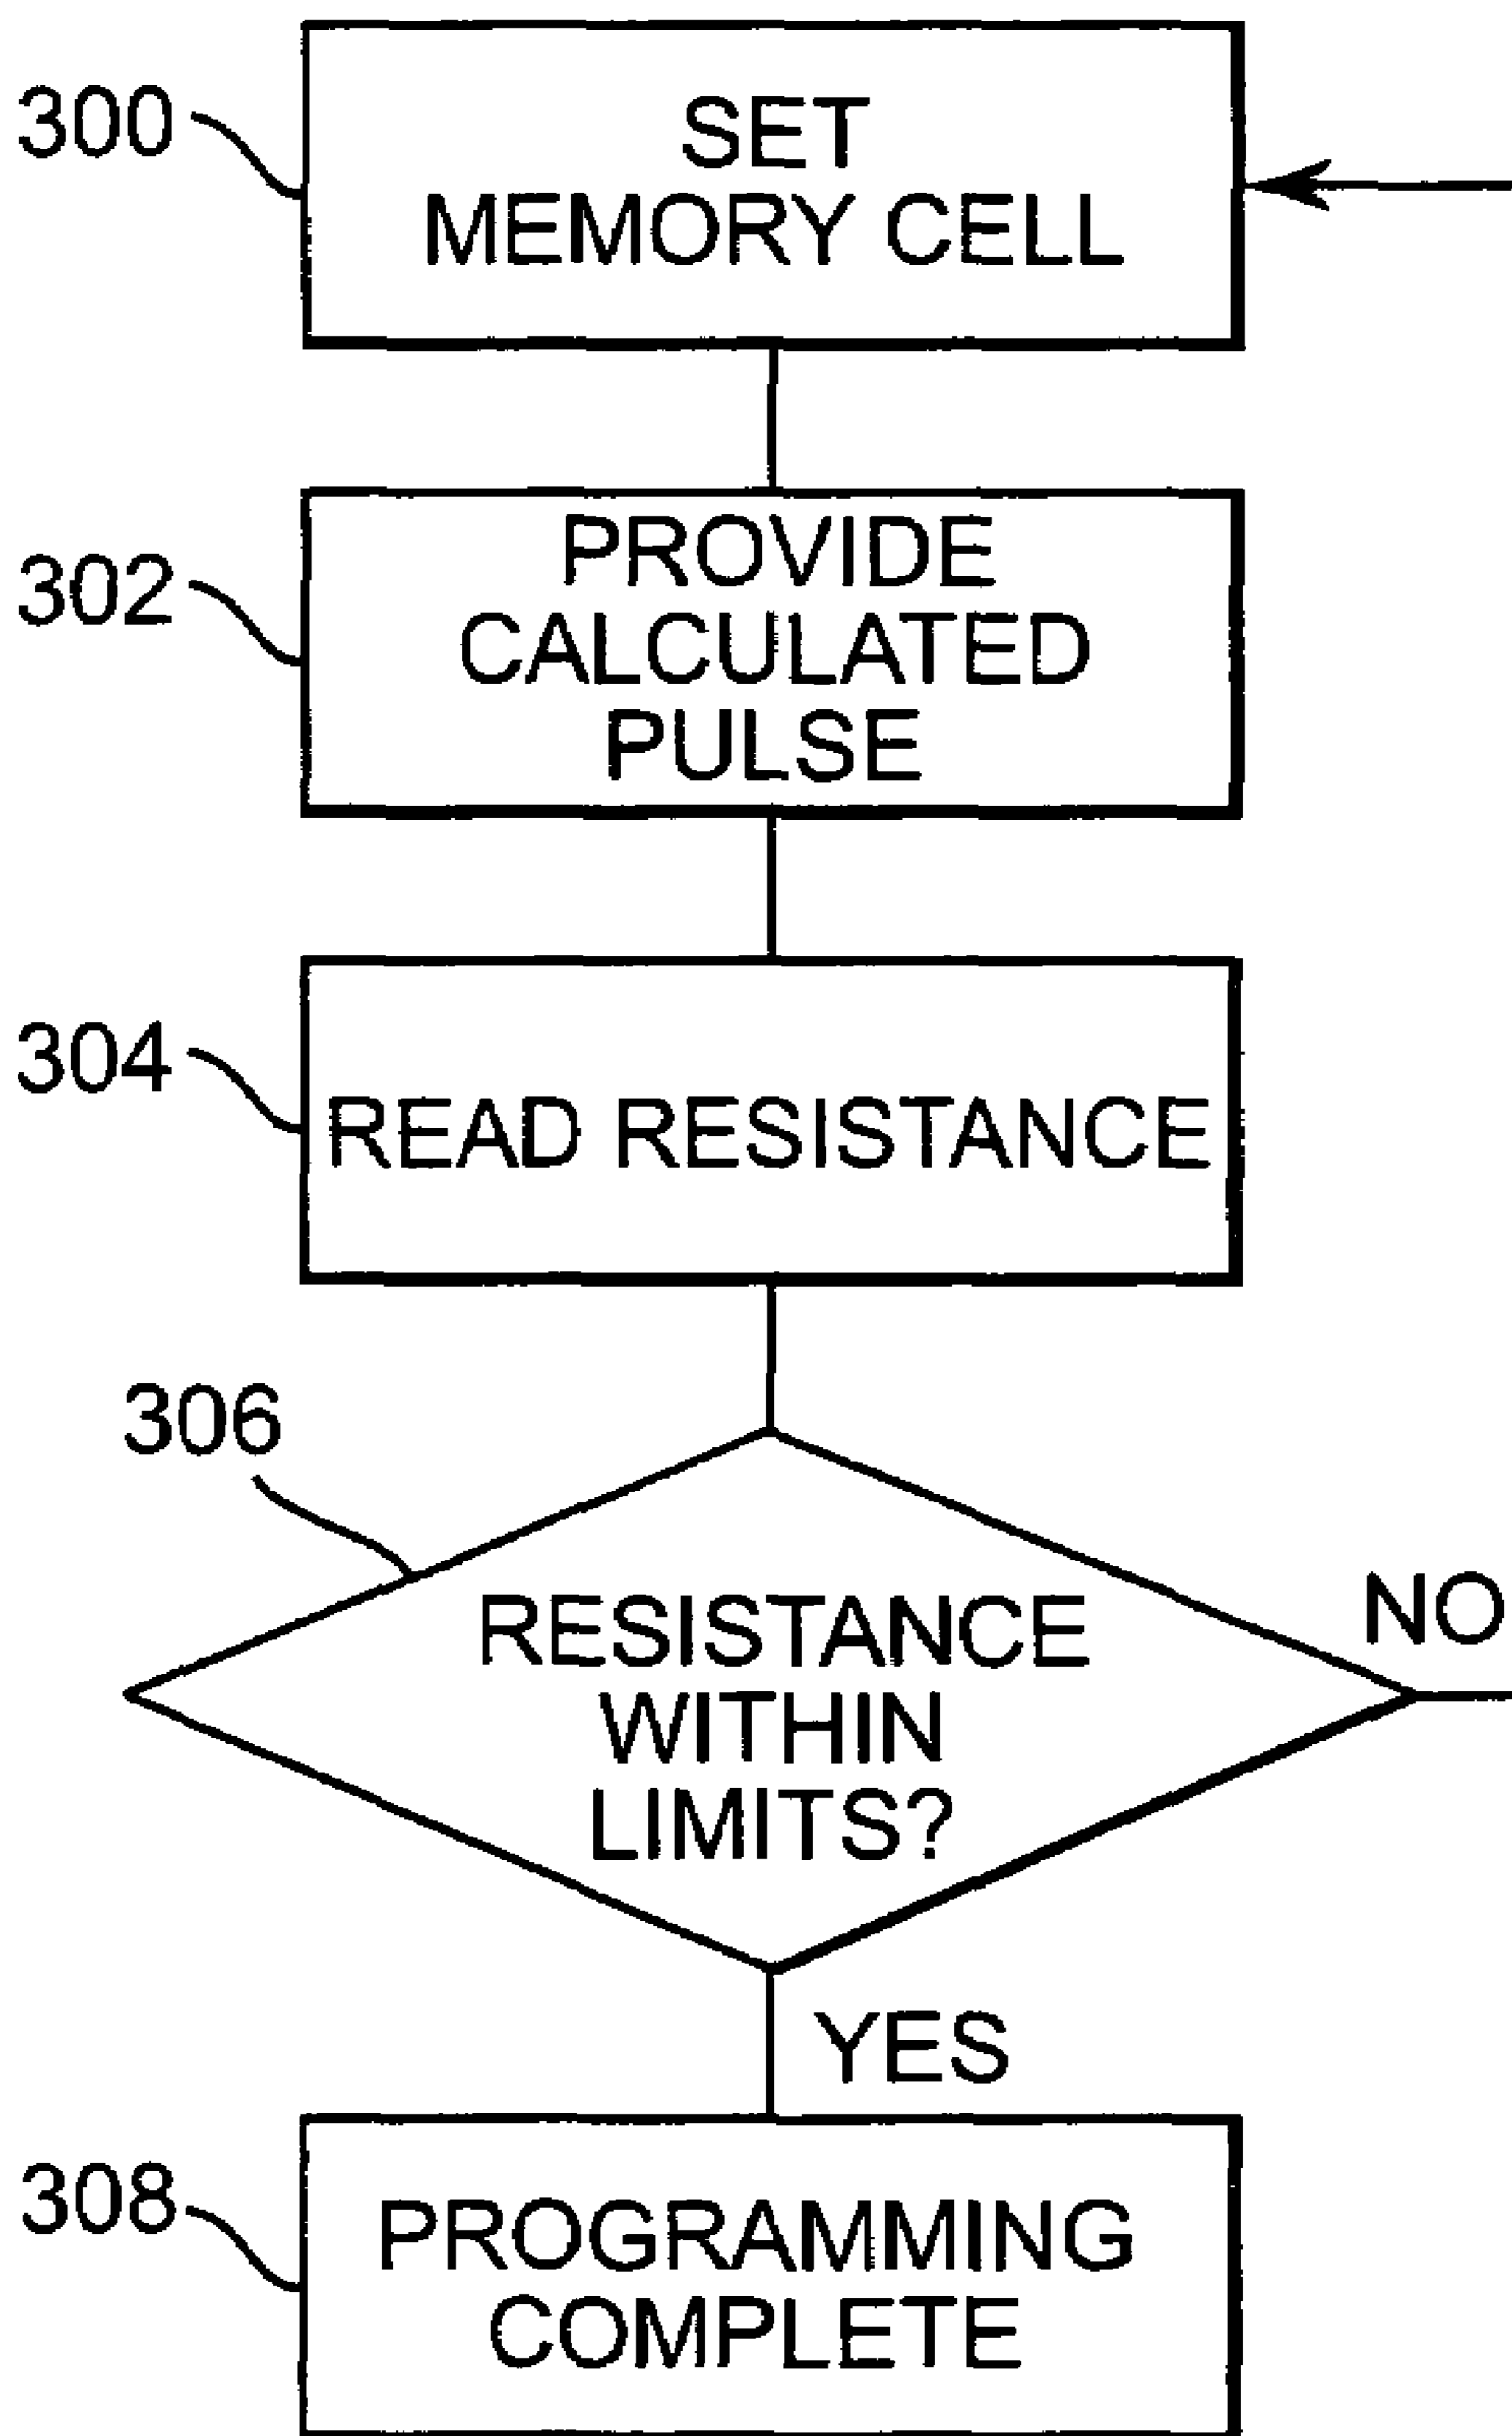 300
SET
MEMORY CELL
302
PROVIDE
CALCULATED
PULSE
304
READ RESISTANCE
306
RESISTANCE
WITHIN
LIMITS?
NO
YES
308
PROGRAMMING
COMPLETE